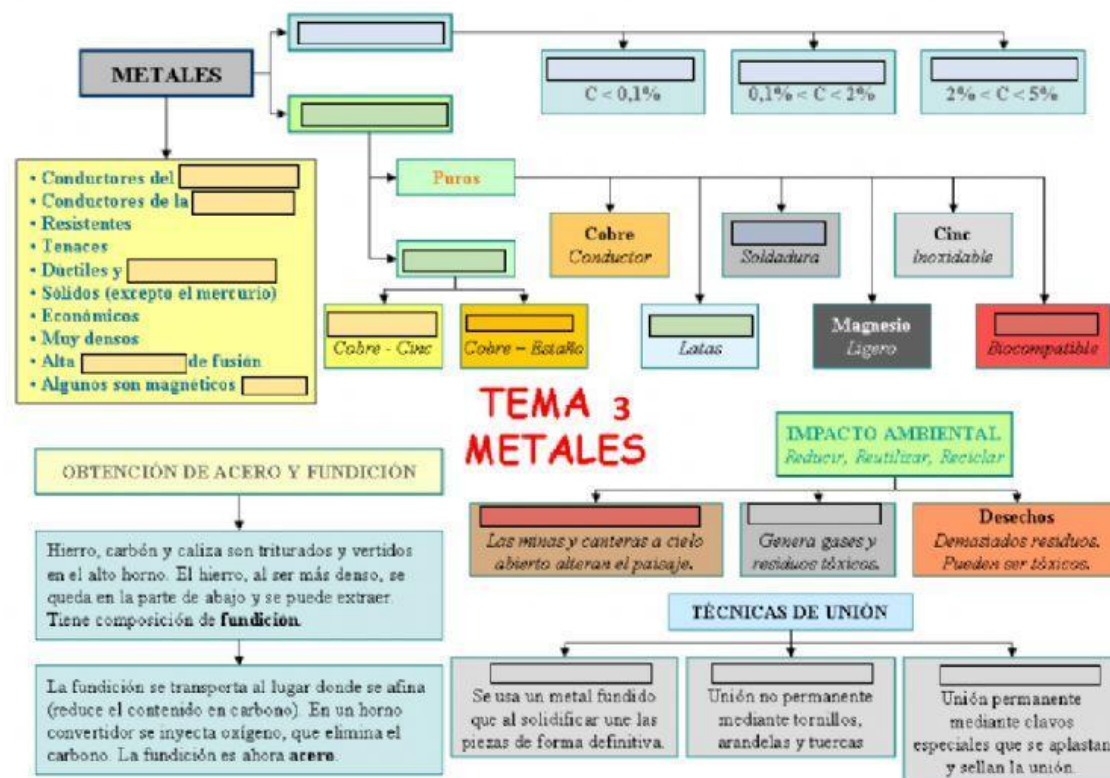 METALES
C < 0,1%
0,1% < C < 2%
2% < C < 5%
• Conductores del
• Conductores de la
• Resistentes
• Tenaces
• Dúctiles y
• Sólidos (excepto el mercurio)
• Económicos
• Muy densos
• Alta de fusión
• Algunos son magnéticos
Puros
Cobre
Conductor
Soldadura
Cinc
Inoxidable
Cobre - Cinc
Cobre – Estaño
Latas
Magnesio
Ligero
Biocompatible
TEMA 3
METALES
OBTENCIÓN DE ACERO Y FUNDICIÓN
Hierro, carbón y caliza son triturados y vertidos
en el alto horno. El hierro, al ser más denso, se
queda en la parte de abajo y se puede extraer.
Tiene composición de fundición.
La fundición se transporta al lugar donde se afina
(reduce el contenido en carbono). En un horno
convertidor se inyecta oxígeno, que elimina el
carbono. La fundición es ahora acero.
IMPACTO AMBIENTAL
Reducir, Reutilizar, Reciclar
Las minas y canteras a cielo
abierto alteran el paisaje.
Genera gases y
residuos tóxicos.
Desechos
Demasiados residuos.
Pueden ser tóxicos.
TÉCNICAS DE UNIÓN
Se usa un metal fundido
que al solidificar une las
piezas de forma definitiva.
Unión no permanente
mediante tornillos,
arandelas y tuercas
Unión permanente
mediante clavos
especiales que se aplastan
y sellan la unión.